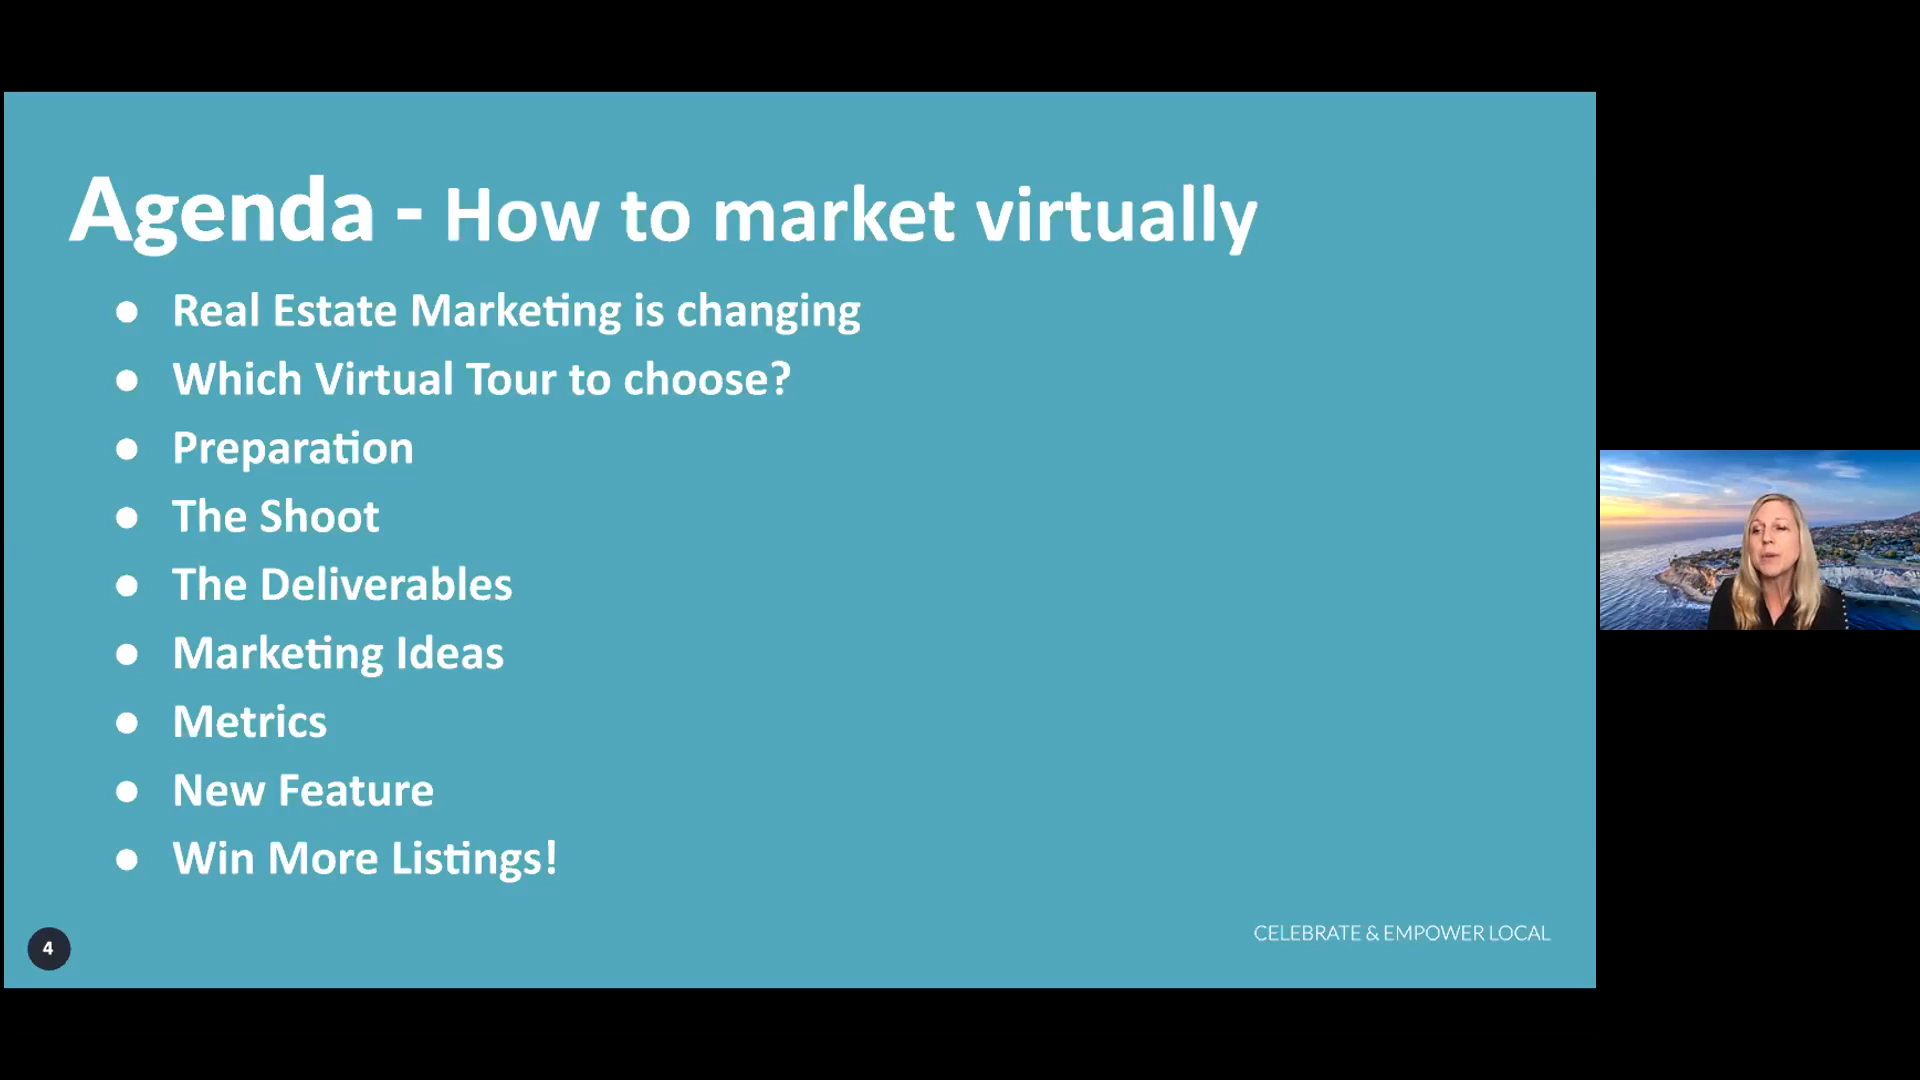 Agenda - How to market virtually
● Real Estate Marketing is changing
● Which Virtual Tour to choose?
● Preparation
● The Shoot
● The Deliverables
● Marketing Ideas
● Metrics
● New Feature
● Win More Listings!
4
CELEBRATE & EMPOWER LOCAL